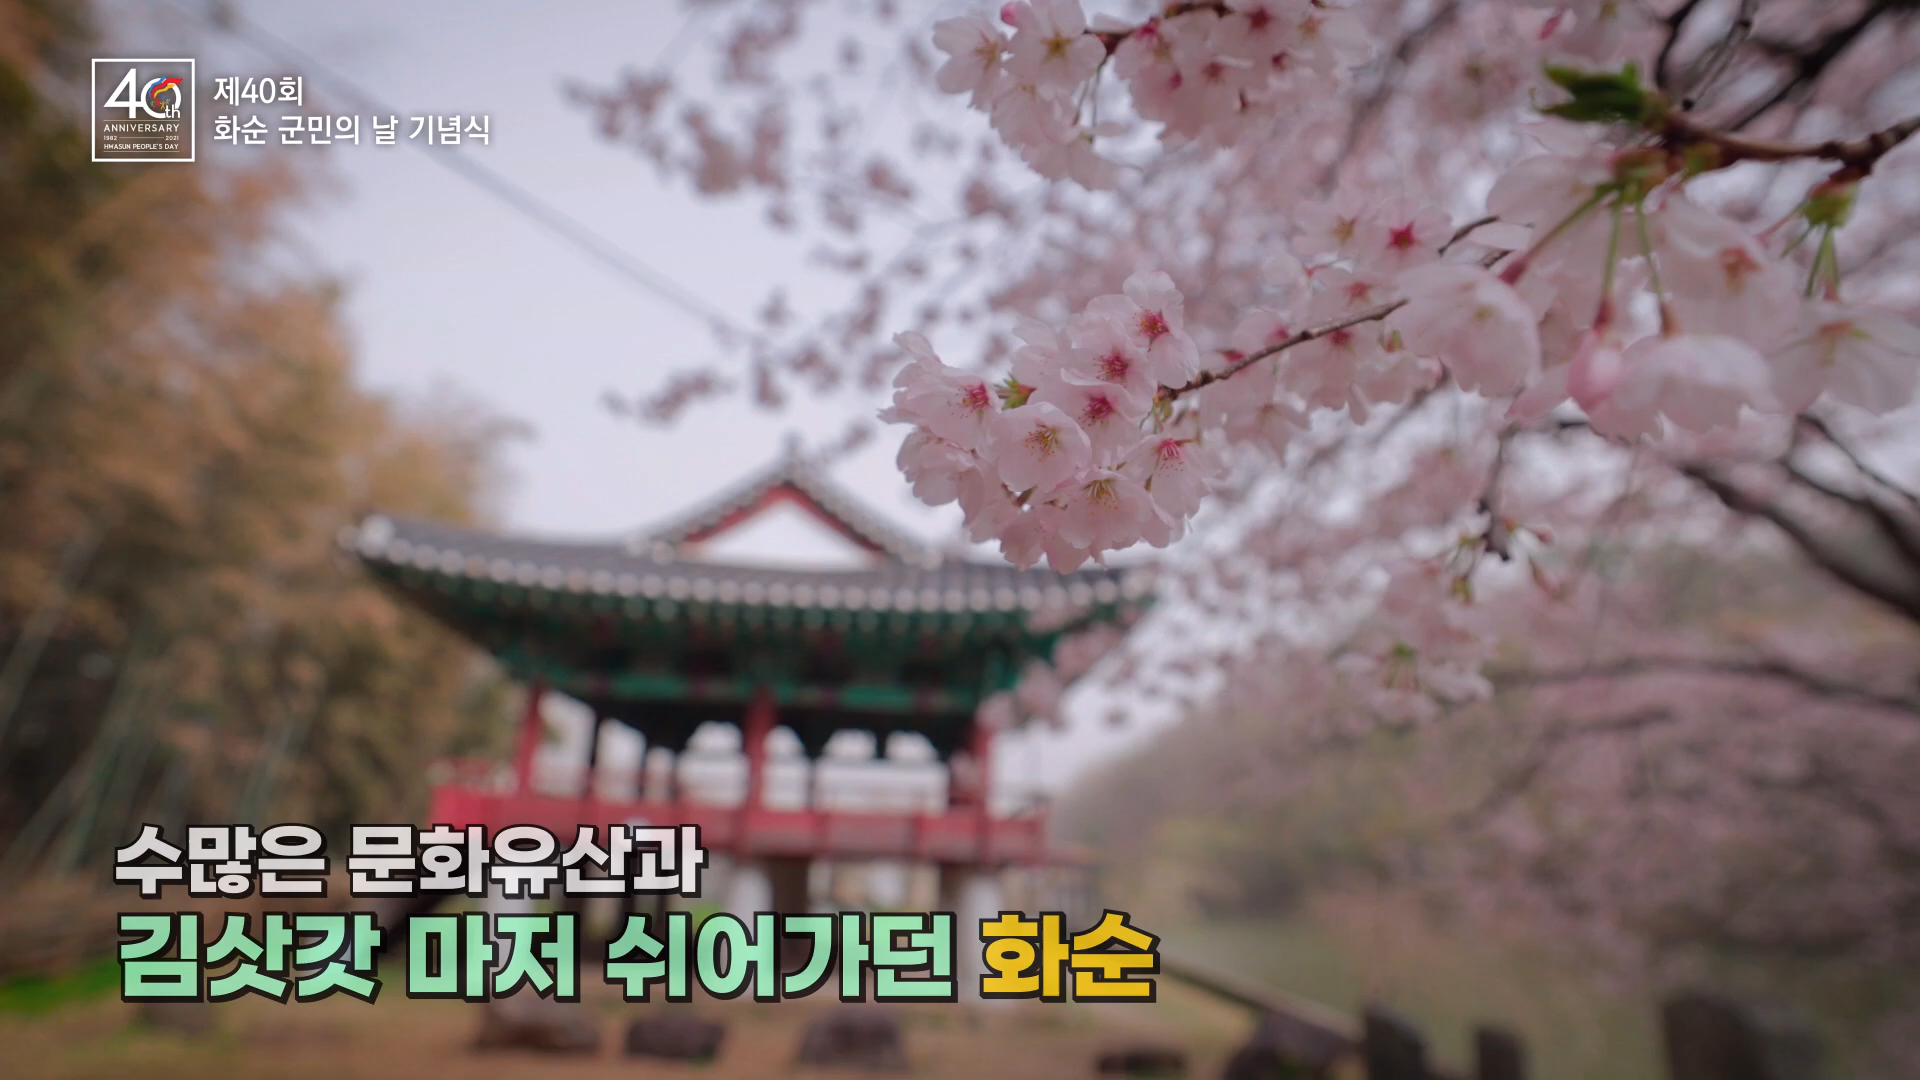 40th
ANNIVERSARY
1982 2021
HWASUN PEOPLE'S DAY
제40회
화순 군민의 날 기념식
수많은 문화유산과
김삿갓 마저 쉬어가던 화순